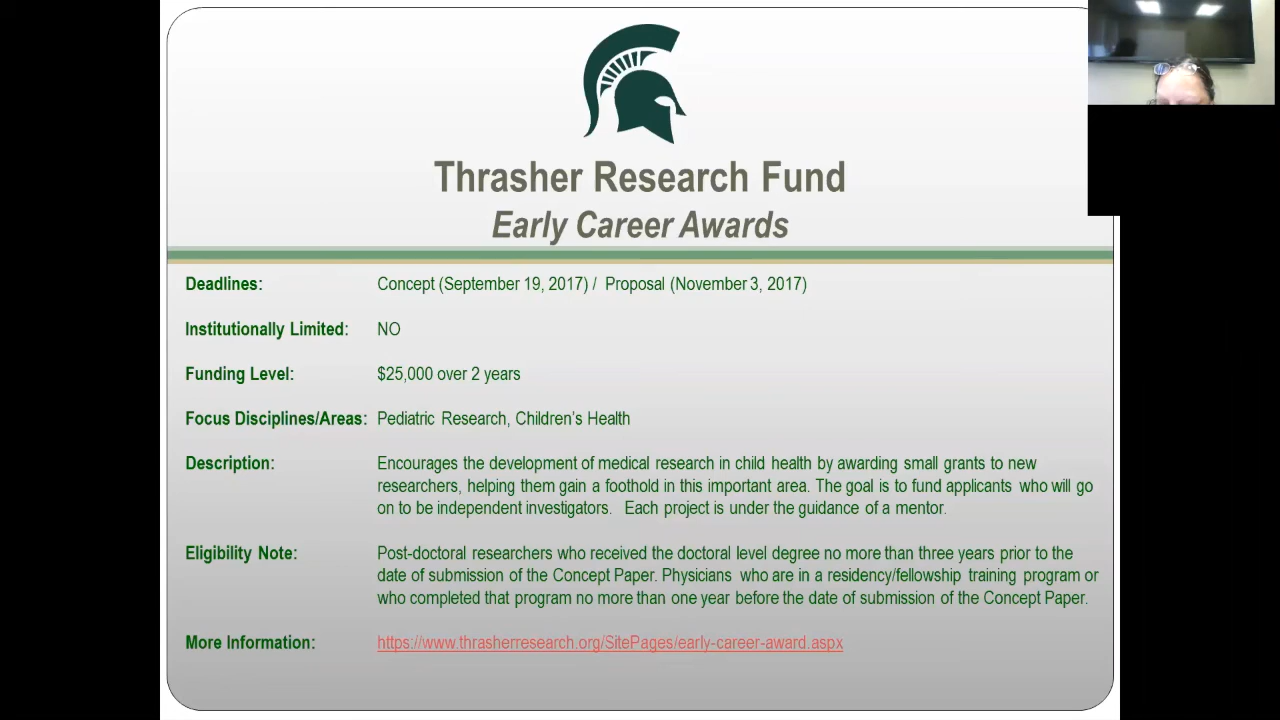 Thrasher Research Fund
Early Career Awards
Deadlines: Concept (September 19, 2017) / Proposal (November 3, 2017)
Institutionally Limited: NO
Funding Level: $25,000 over 2 years
Focus Disciplines/Areas: Pediatric Research, Children's Health
Description: Encourages the development of medical research in child health by awarding small grants to new
researchers, helping them gain a foothold in this important area. The goal is to fund applicants who will go
on to be independent investigators. Each project is under the guidance of a mentor.
Eligibility Note: Post-doctoral researchers who received the doctoral level degree no more than three years prior to the
date of submission of the Concept Paper. Physicians who are in a residency/fellowship training program or
who completed that program no more than one year before the date of submission of the Concept Paper.
More Information: https://www.thrasherresearch.org/SitePages/early-career-award.aspx